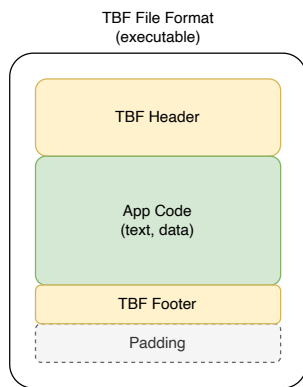 TBF File Format
(executable)
TBF Header
App Code
(text, data)
TBF Footer
Padding